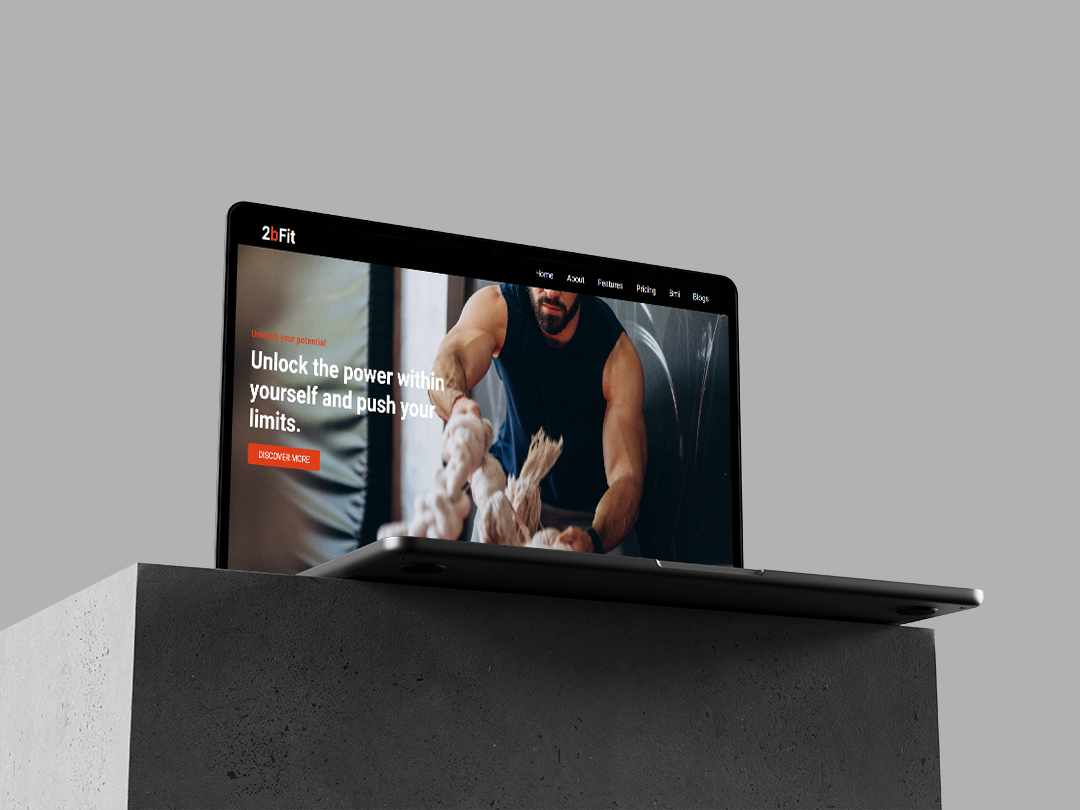 2bFit
Home About Features Pricing Bmi Blogs
your potential
Unlock the power within
yourself and push your
limits.
DISCOVER MORE